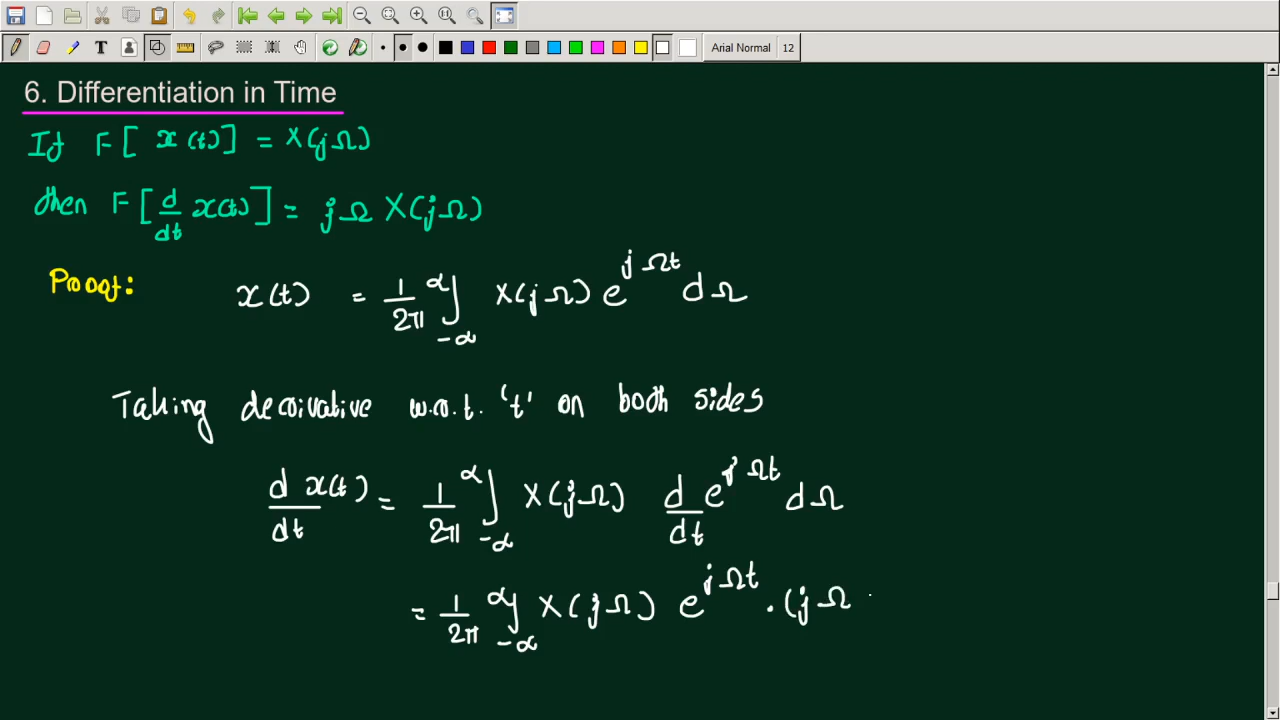 T Arial Normal 12
6. Differentiation in Time
If F[ x(t)] = X(jΩ)
then F[d/dt x(t)] = jΩ X(jΩ)
Proof: x(t) = 1/2π ∫_{-α}^{α} X(jΩ) e^{jΩt} dΩ
Taking derivative w.r.t. 't' on both sides
d x(t)/dt = 1/2π ∫_{-α}^{α} X(jΩ) d/dt e^{jΩt} dΩ
= 1/2π ∫_{-α}^{α} X(jΩ) e^{jΩt} . (jΩ